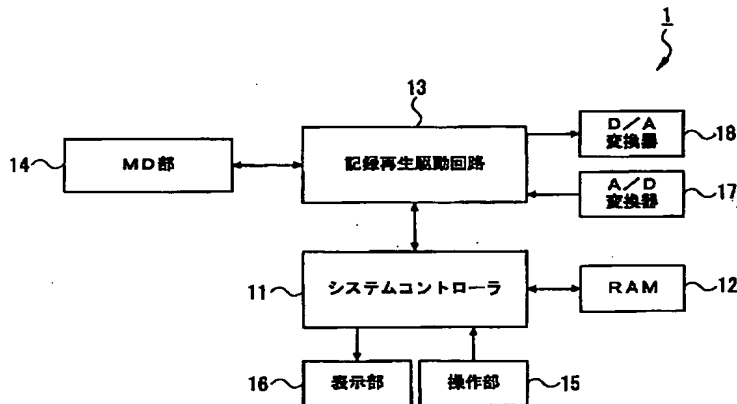 1
13
D/A
変換器
18
14
MD部
記録再生駆動回路
A/D
変換器
17
11
システムコントローラ
RAM
12
16
表示部
操作部
15